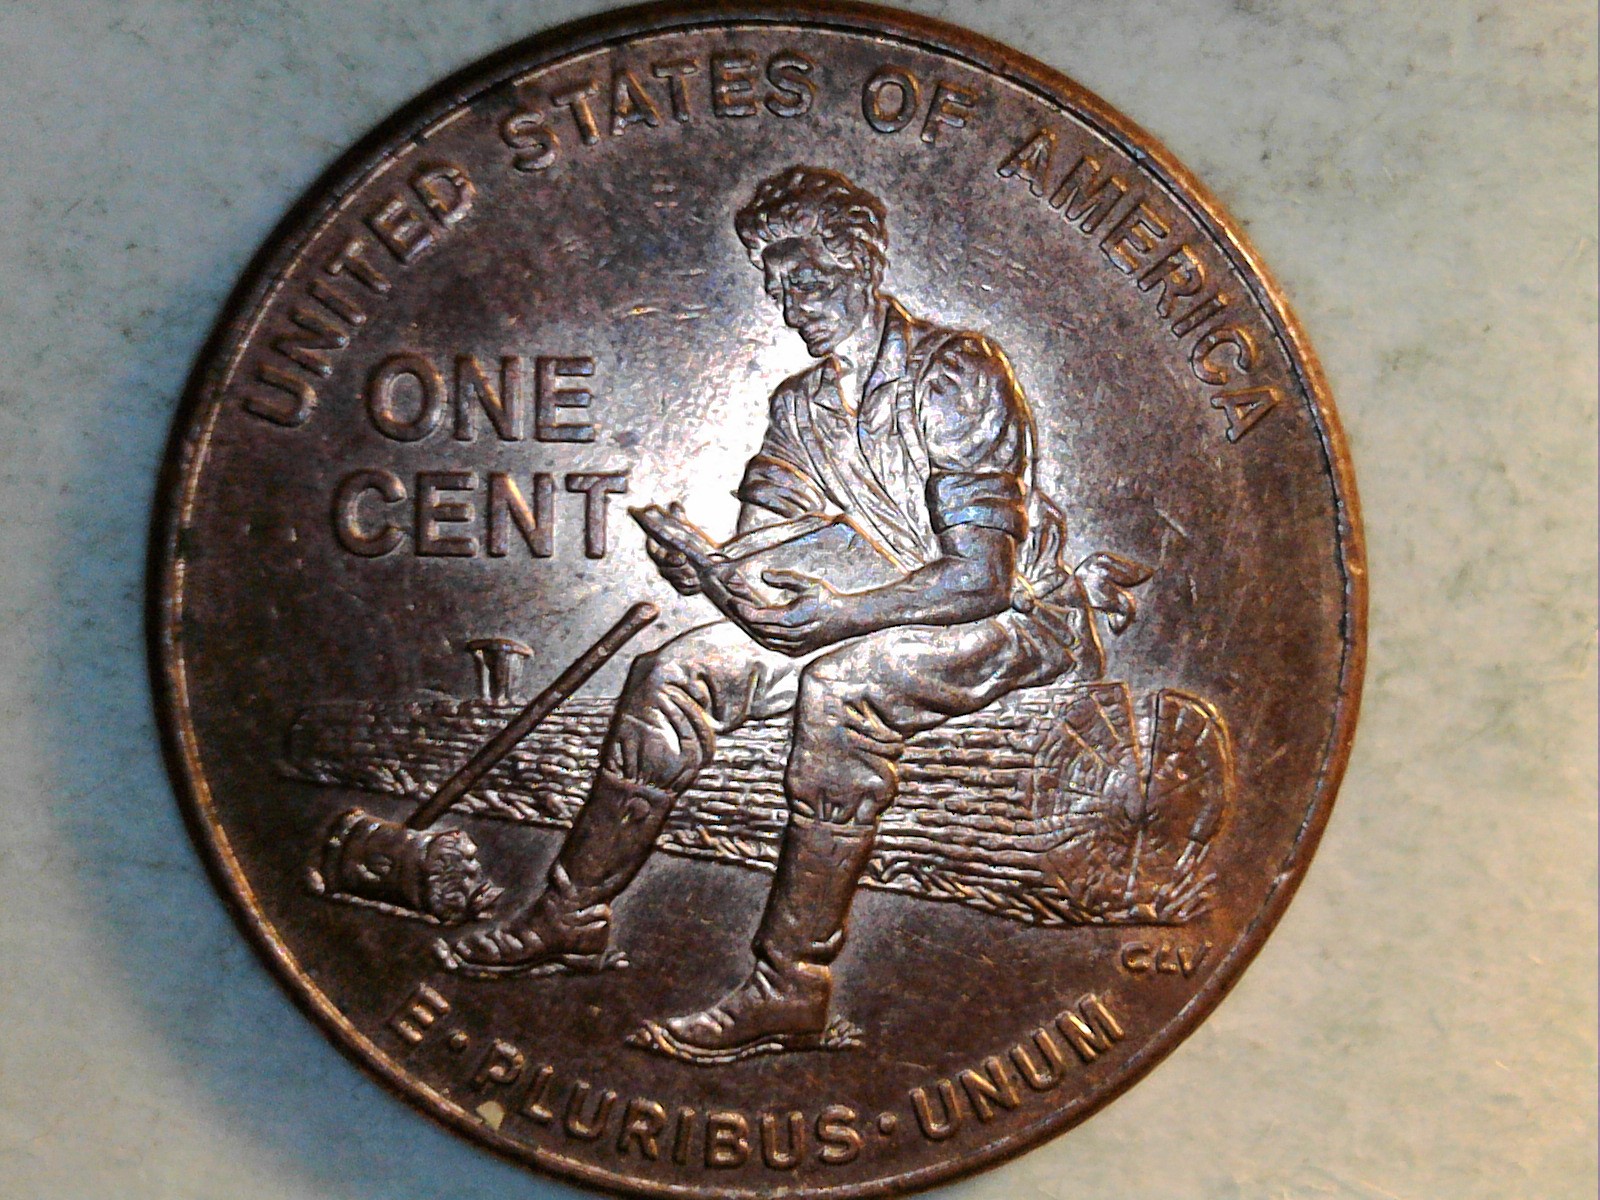 UNITED STATES OF AMERICA
ONE
CENT
CLV
E·PLURIBUS·UNUM